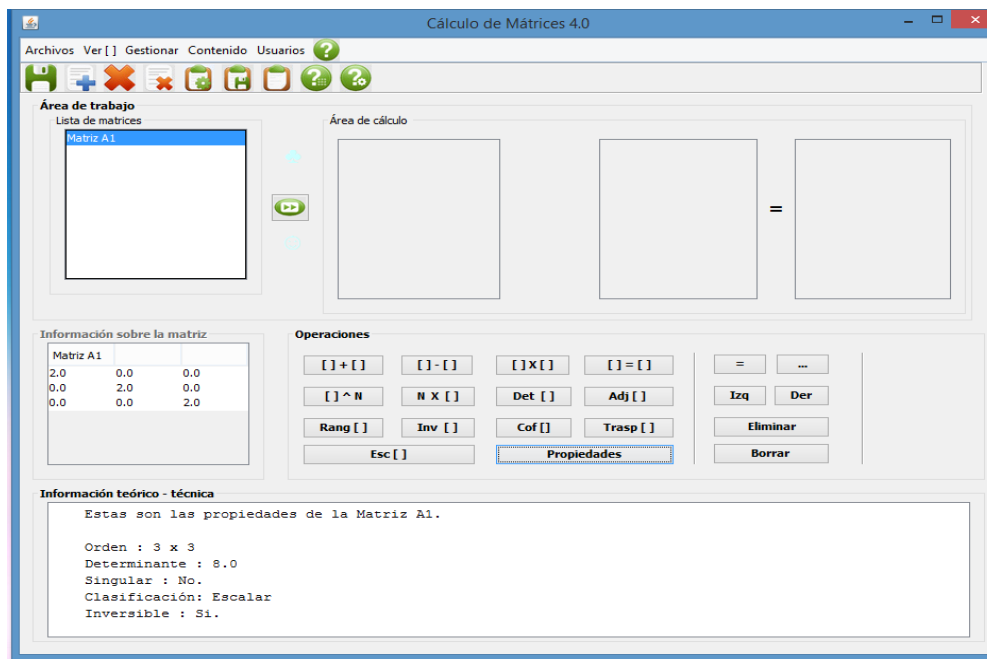 Cálculo de Mátrices 4.0
Archivos Ver [ ] Gestionar Contenido Usuarios ?
Área de trabajo
Lista de matrices
Área de cálculo
Matriz A1
=
Información sobre la matriz
Operaciones
Matriz A1
2.0 0.0 0.0
0.0 2.0 0.0
0.0 0.0 2.0
[ ] + [ ] [ ] - [ ] [ ] X [ ] [ ] = [ ] = ...
[ ] ^ N N X [ ] Det [ ] Adj [ ] Izq Der
Rang [ ] Inv [ ] Cof [] Trasp [ ] Eliminar
Esc [ ] Propiedades Borrar
Información teórico - técnica
Estas son las propiedades de la Matriz A1.
Orden : 3 x 3
Determinante : 8.0
Singular : No.
Clasificación: Escalar
Inversible : Si.